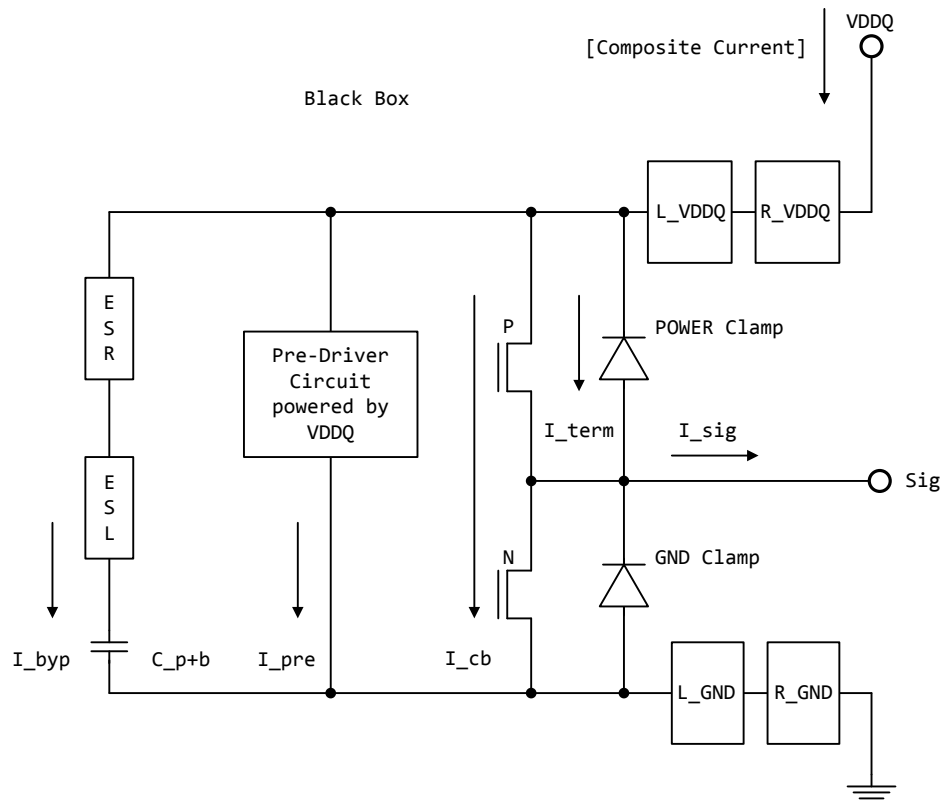 VDDQ
[Composite Current]
Black Box
L_VDDQ
R_VDDQ
E
S
R
P
POWER Clamp
Pre-Driver
Circuit
powered by
VDDQ
I_term
I_sig
E
S
L
Sig
N
GND Clamp
I_byp
C_p+b
I_pre
I_cb
L_GND
R_GND